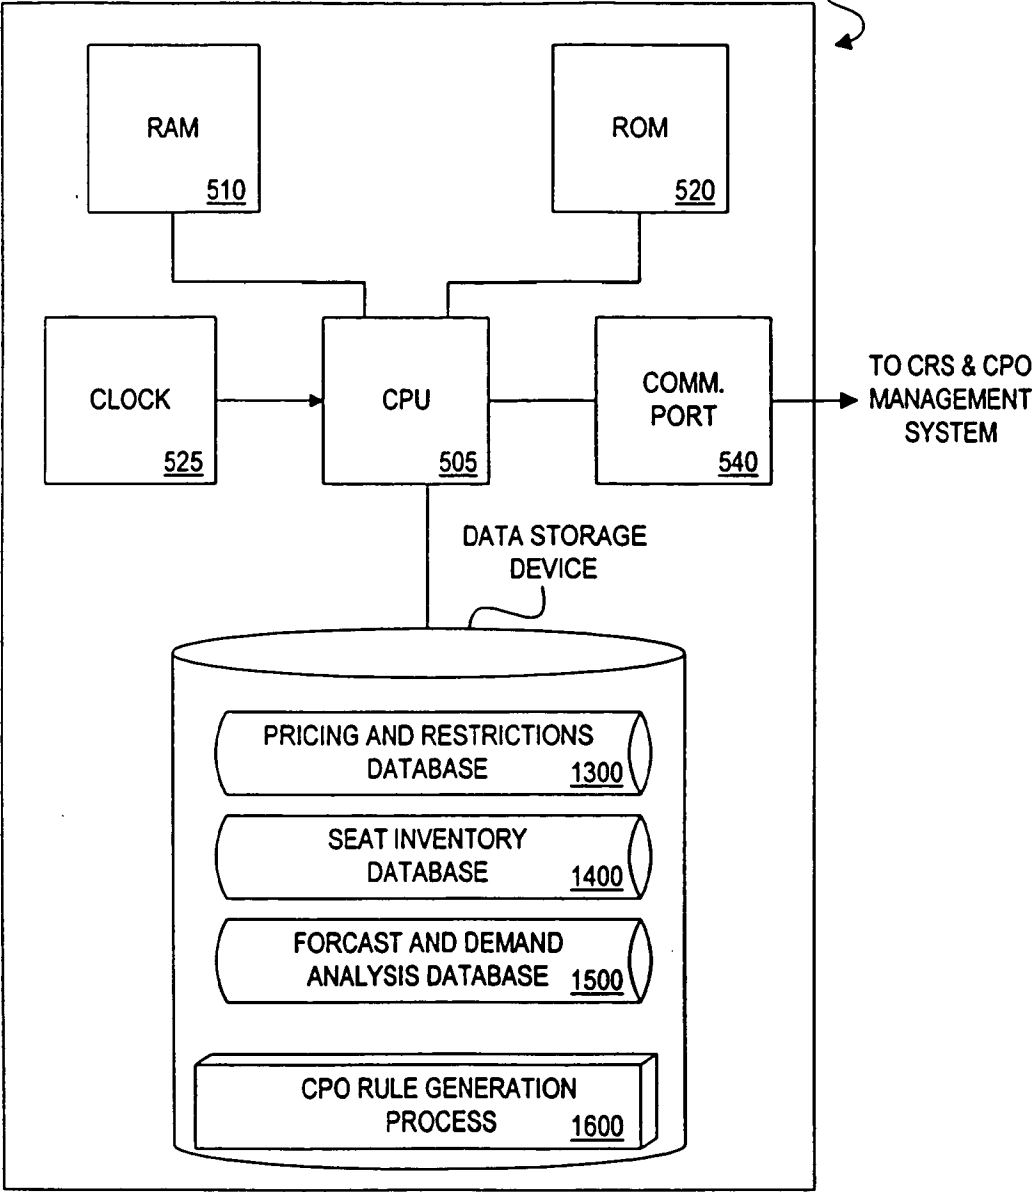 RAM
510
ROM
520
CLOCK
525
CPU
505
COMM.
PORT
540
TO CRS & CPO
MANAGEMENT
SYSTEM
DATA STORAGE
DEVICE
PRICING AND RESTRICTIONS
DATABASE 1300
SEAT INVENTORY
DATABASE 1400
FORCAST AND DEMAND
ANALYSIS DATABASE 1500
CPO RULE GENERATION
PROCESS 1600